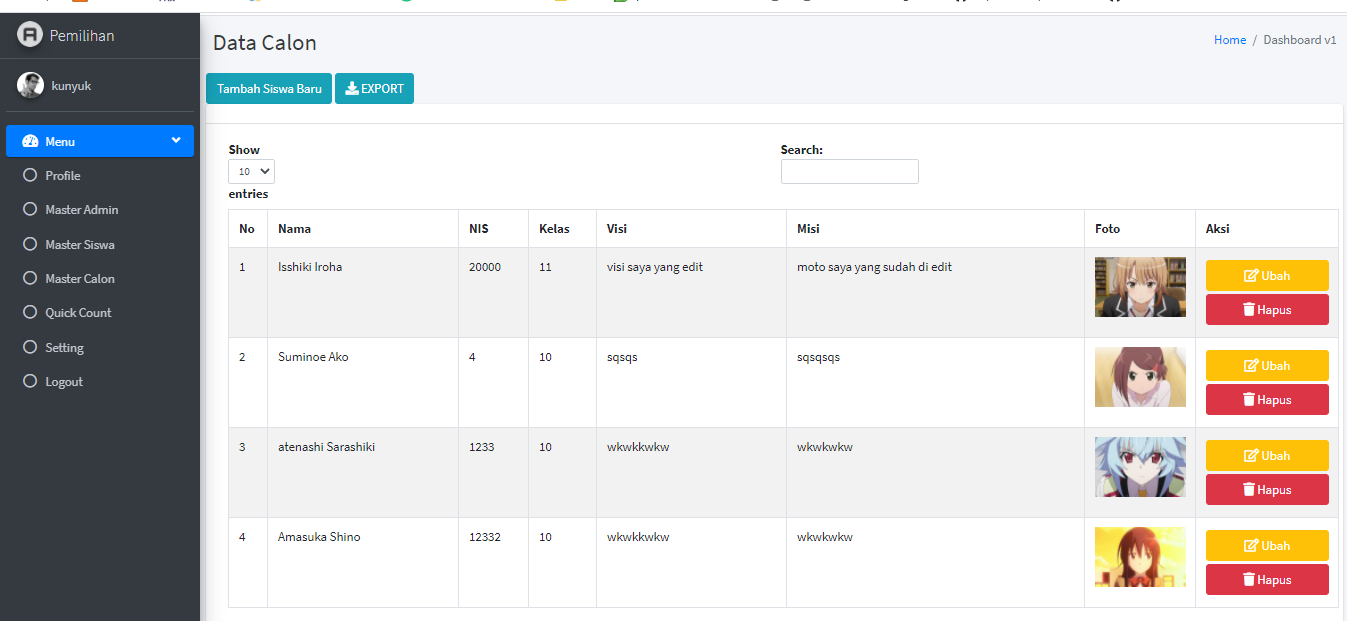 Pemilihan
Data Calon
Home / Dashboard v1
kunyuk
Tambah Siswa Baru
EXPORT
Menu
Profile
Master Admin
Master Siswa
Master Calon
Quick Count
Setting
Logout
Show
10
entries
Search:
No Nama NIS Kelas Visi Misi Foto Aksi
1 Isshiki Iroha 20000 11 visi saya yang edit moto saya yang sudah di edit
Ubah
Hapus
2 Suminoe Ako 4 10 sqsqs sqsqsqs
Ubah
Hapus
3 atenashi Sarashiki 1233 10 wkwkkwkw wkwkwkw
Ubah
Hapus
4 Amasuka Shino 12332 10 wkwkkwkw wkwkwkw
Ubah
Hapus